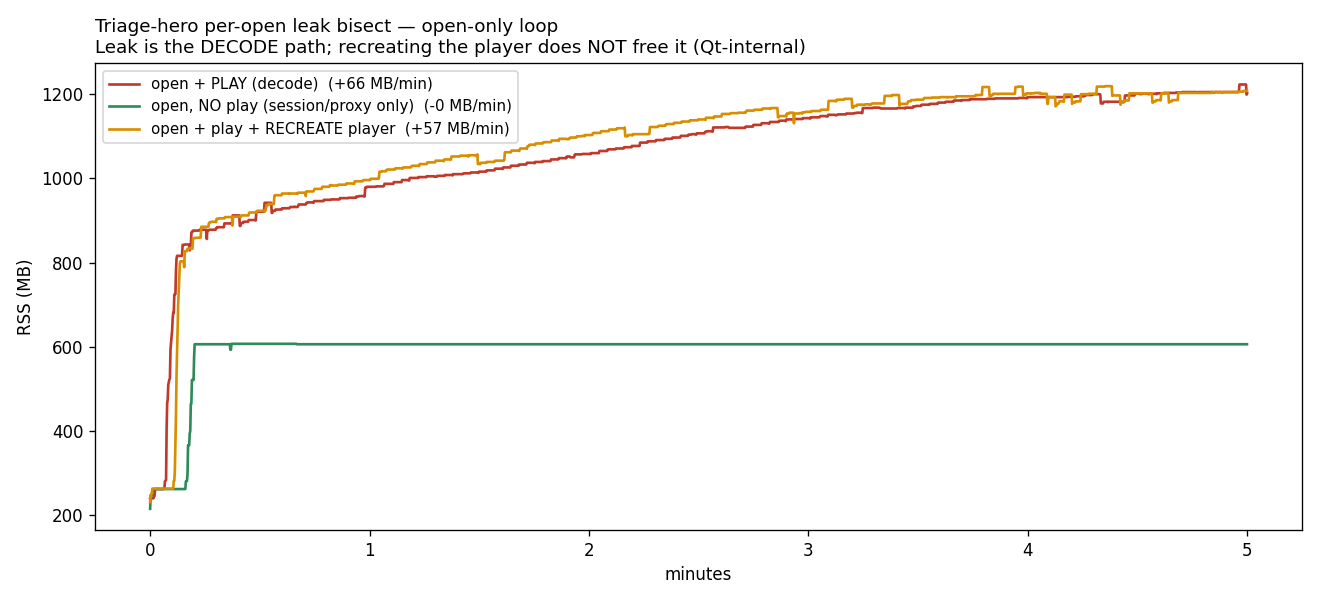 Triage-hero per-open leak bisect — open-only loop
Leak is the DECODE path; recreating the player does NOT free it (Qt-internal)
open + PLAY (decode)  (+66 MB/min)
open, NO play (session/proxy only)  (-0 MB/min)
open + play + RECREATE player  (+57 MB/min)
RSS (MB)
1200
1000
800
600
400
200
0 1 2 3 4 5
minutes